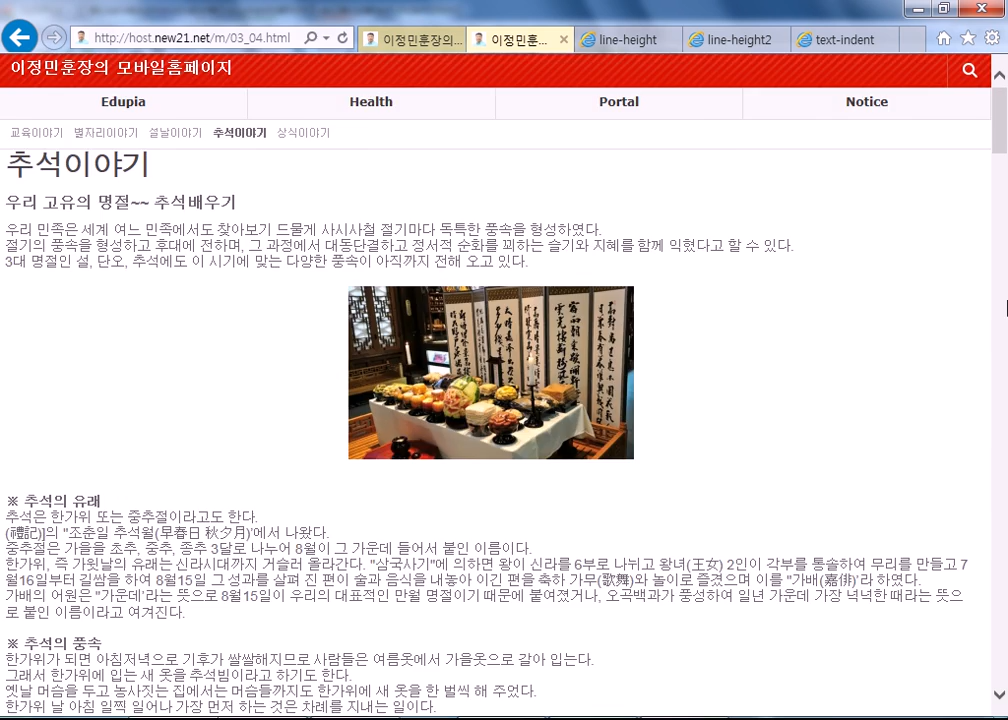 http://host.new21.net/m/03_04.html
이정민훈장의...
이정민훈...
line-height
line-height2
text-indent
이정민훈장의 모바일홈페이지
Edupia
Health
Portal
Notice
교육이야기 별자리이야기 설날이야기 추석이야기 상식이야기
추석이야기
우리 고유의 명절~~ 추석배우기
우리 민족은 세계 여느 민족에서도 찾아보기 드물게 사시사철 절기마다 독특한 풍속을 형성하였다.
절기의 풍속을 형성하고 후대에 전하며, 그 과정에서 대동단결하고 정서적 순화를 꾀하는 슬기와 지혜를 함께 익혔다고 할 수 있다.
3대 명절인 설, 단오, 추석에도 이 시기에 맞는 다양한 풍속이 아직까지 전해 오고 있다.
※ 추석의 유래
추석은 한가위 또는 중추절이라고도 한다.
(禮記)]의 "조춘일 추석월(早春日 秋夕月)'에서 나왔다.
중추절은 가을을 초추, 중추, 종추 3달로 나누어 8월이 그 가운데 들어서 붙인 이름이다.
한가위, 즉 가윗날의 유래는 신라시대까지 거슬러 올라간다. "삼국사기"에 의하면 왕이 신라를 6부로 나뉘고 왕녀(王女) 2인이 각부를 통솔하여 무리를 만들고 7
월16일부터 길쌈을 하여 8월15일 그 성과를 살펴 진 편이 술과 음식을 내놓아 이긴 편을 축하 가무(歌舞)와 놀이로 즐겼으며 이를 "가배(嘉俳)'라 하였다.
가배의 어원은 "가운데'라는 뜻으로 8월15일이 우리의 대표적인 만월 명절이기 때문에 붙여졌거나, 오곡백과가 풍성하여 일년 가운데 가장 넉넉한 때라는 뜻으
로 붙인 이름이라고 여겨진다.
※ 추석의 풍속
한가위가 되면 아침저녁으로 기후가 쌀쌀해지므로 사람들은 여름옷에서 가을옷으로 갈아 입는다.
그래서 한가위에 입는 새 옷을 추석빔이라고 하기도 한다.
옛날 머슴을 두고 농사짓는 집에서는 머슴들까지도 한가위에 새 옷을 한 벌씩 해 주었다.
한가위 날 아침 일찍 일어나 가장 먼저 하는 것은 차례를 지내는 일이다.